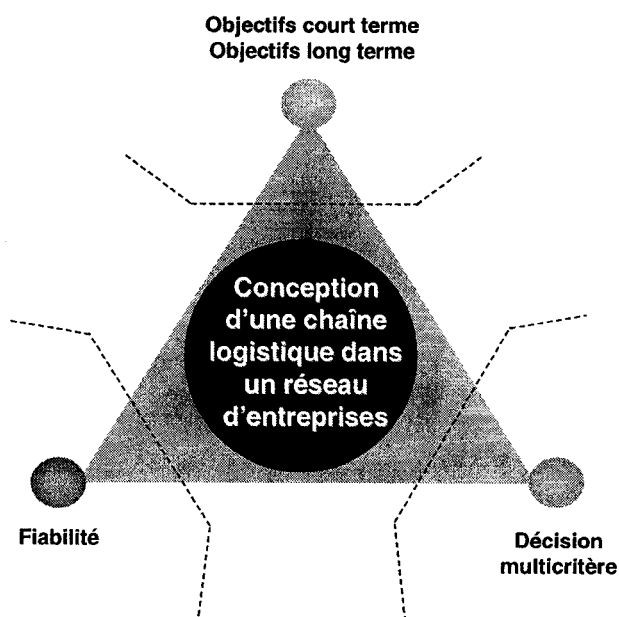 Objectifs court terme
Objectifs long terme
Conception
d'une chaîne
logistique dans
un réseau
d'entreprises
Fiabilité
Décision
multicritère